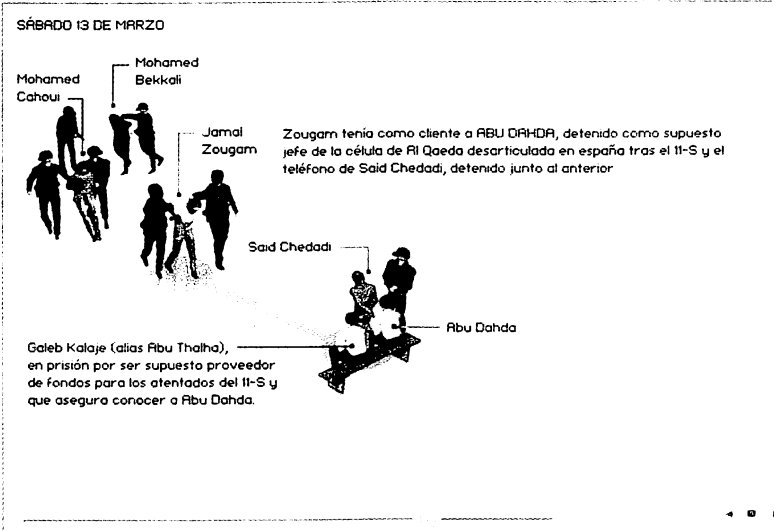 SÁBADO 13 DE MARZO
Mohamed
Bekkali
Mohamed
Cahoui
Jamal
Zougam
Zougam tenía como cliente a ABU DAHDA, detenido como supuesto
jefe de la célula de Al Qaeda desarticulada en españa tras el 11-S y el
teléfono de Said Chedadi, detenido junto al anterior
Said Chedadi
Abu Dahda
Galeb Kalaje (alias Abu Thalha),
en prisión por ser supuesto proveedor
de fondos para los atentados del 11-S y
que asegura conocer a Abu Dahda.